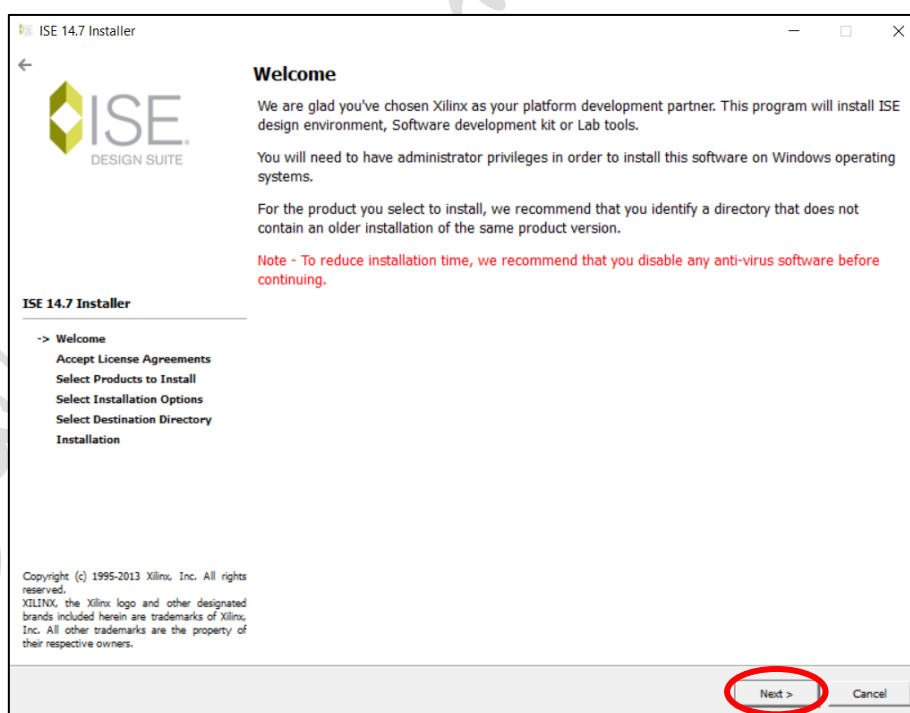 ISE 14.7 Installer
ISE
DESIGN SUITE
Welcome
We are glad you've chosen Xilinx as your platform development partner. This program will install ISE
design environment, Software development kit or Lab tools.
You will need to have administrator privileges in order to install this software on Windows operating
systems.
For the product you select to install, we recommend that you identify a directory that does not
contain an older installation of the same product version.
Note - To reduce installation time, we recommend that you disable any anti-virus software before
continuing.
ISE 14.7 Installer
-> Welcome
Accept License Agreements
Select Products to Install
Select Installation Options
Select Destination Directory
Installation
Copyright (c) 1995-2013 Xilinx, Inc. All rights
reserved.
XILINX, the Xilinx logo and other designated
brands included herein are trademarks of Xilinx,
Inc. All other trademarks are the property of
their respective owners.
Next >
Cancel